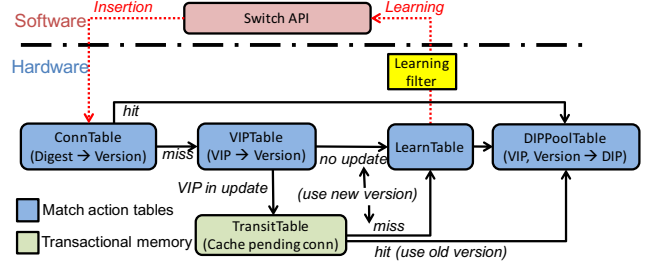 Software
Insertion
Switch API
Learning
Hardware
Learning
filter
hit
ConnTable
(Digest → Version)
miss
VIPTable
(VIP → Version)
no update
LearnTable
DIPPoolTable
(VIP, Version → DIP)
VIP in update
(use new version)
miss
Match action tables
Transactional memory
TransitTable
(Cache pending conn)
hit (use old version)